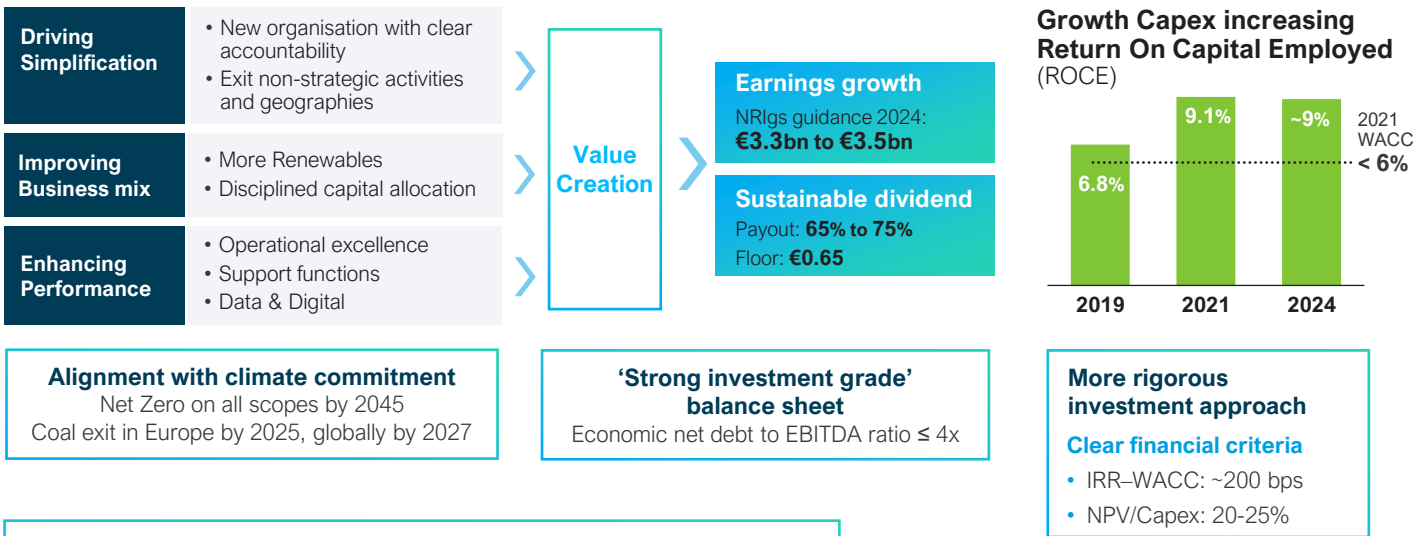 Driving
Simplification
• New organisation with clear
accountability
• Exit non-strategic activities
and geographies
Improving
Business mix
• More Renewables
• Disciplined capital allocation
Enhancing
Performance
• Operational excellence
• Support functions
• Data & Digital
Value
Creation
Earnings growth
NRIgs guidance 2024:
€3.3bn to €3.5bn
Sustainable dividend
Payout: 65% to 75%
Floor: €0.65
Growth Capex increasing
Return On Capital Employed
(ROCE)
6.8%
9.1%
~9%
2021
WACC
< 6%
2019 2021 2024
Alignment with climate commitment
Net Zero on all scopes by 2045
Coal exit in Europe by 2025, globally by 2027
‘Strong investment grade’
balance sheet
Economic net debt to EBITDA ratio ≤ 4x
More rigorous
investment approach
Clear financial criteria
• IRR–WACC: ~200 bps
• NPV/Capex: 20-25%